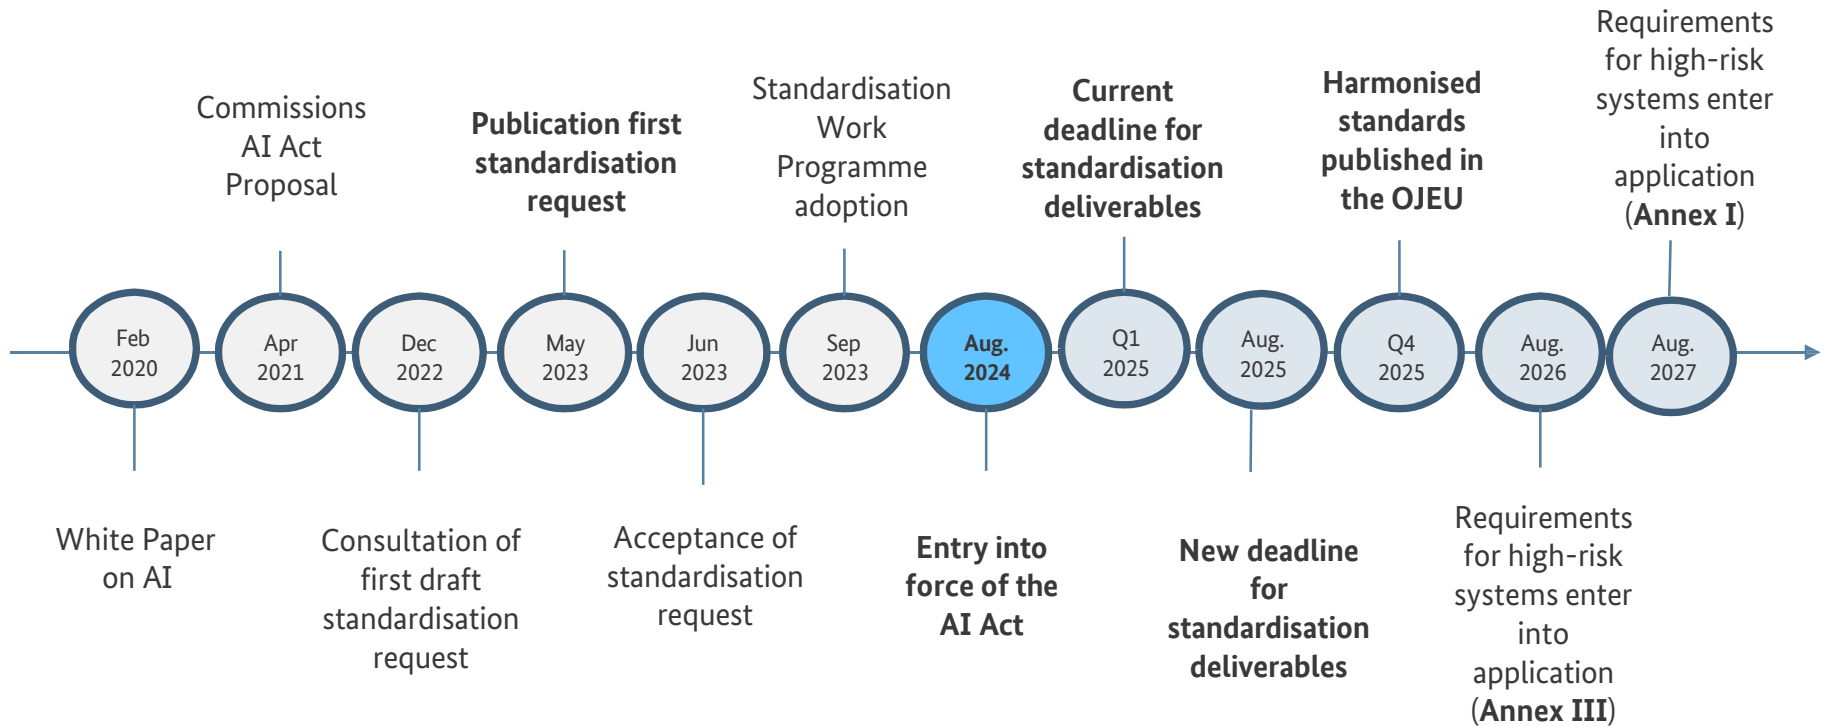 Commissions
AI Act
Proposal
Publication first
standardisation
request
Standardisation
Work
Programme
adoption
Current
deadline for
standardisation
deliverables
Harmonised
standards
published in
the OJEU
Requirements
for high-risk
systems enter
into
application
(Annex I)
Feb
2020
Apr
2021
Dec
2022
May
2023
Jun
2023
Sep
2023
Aug.
2024
Q1
2025
Aug.
2025
Q4
2025
Aug.
2026
Aug.
2027
White Paper
on AI
Consultation of
first draft
standardisation
request
Acceptance of
standardisation
request
Entry into
force of the
AI Act
New deadline
for
standardisation
deliverables
Requirements
for high-risk
systems enter
into
application
(Annex III)